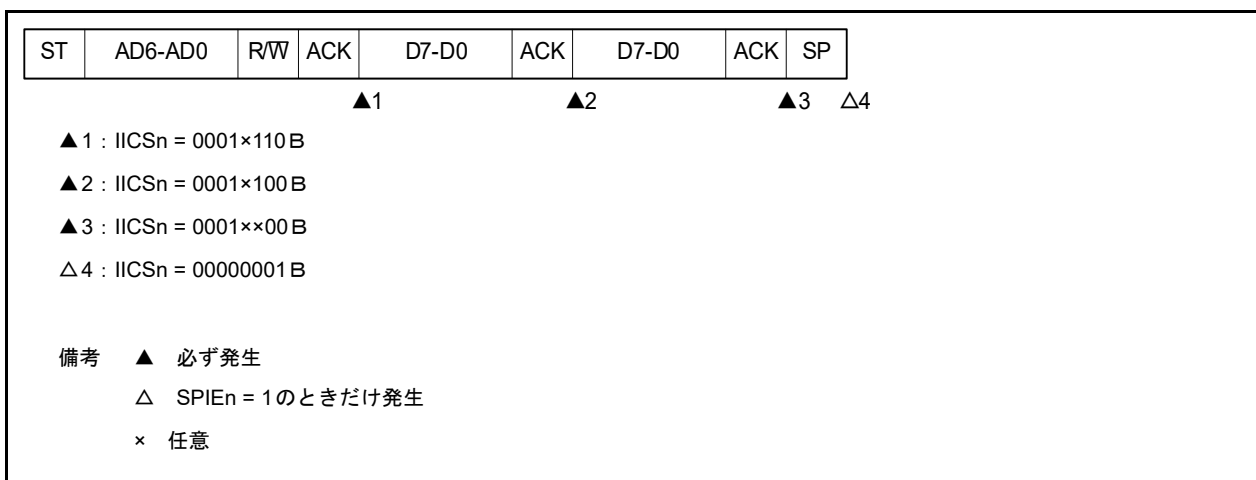 ST AD6-AD0 R/W̅ ACK D7-D0 ACK D7-D0 ACK SP
▲1 ▲2 ▲3 △4
▲1：IICSn = 0001×110B
▲2：IICSn = 0001×100B
▲3：IICSn = 0001××00B
△4：IICSn = 00000001B
備考 ▲ 必ず発生
△ SPIEn = 1のときだけ発生
× 任意